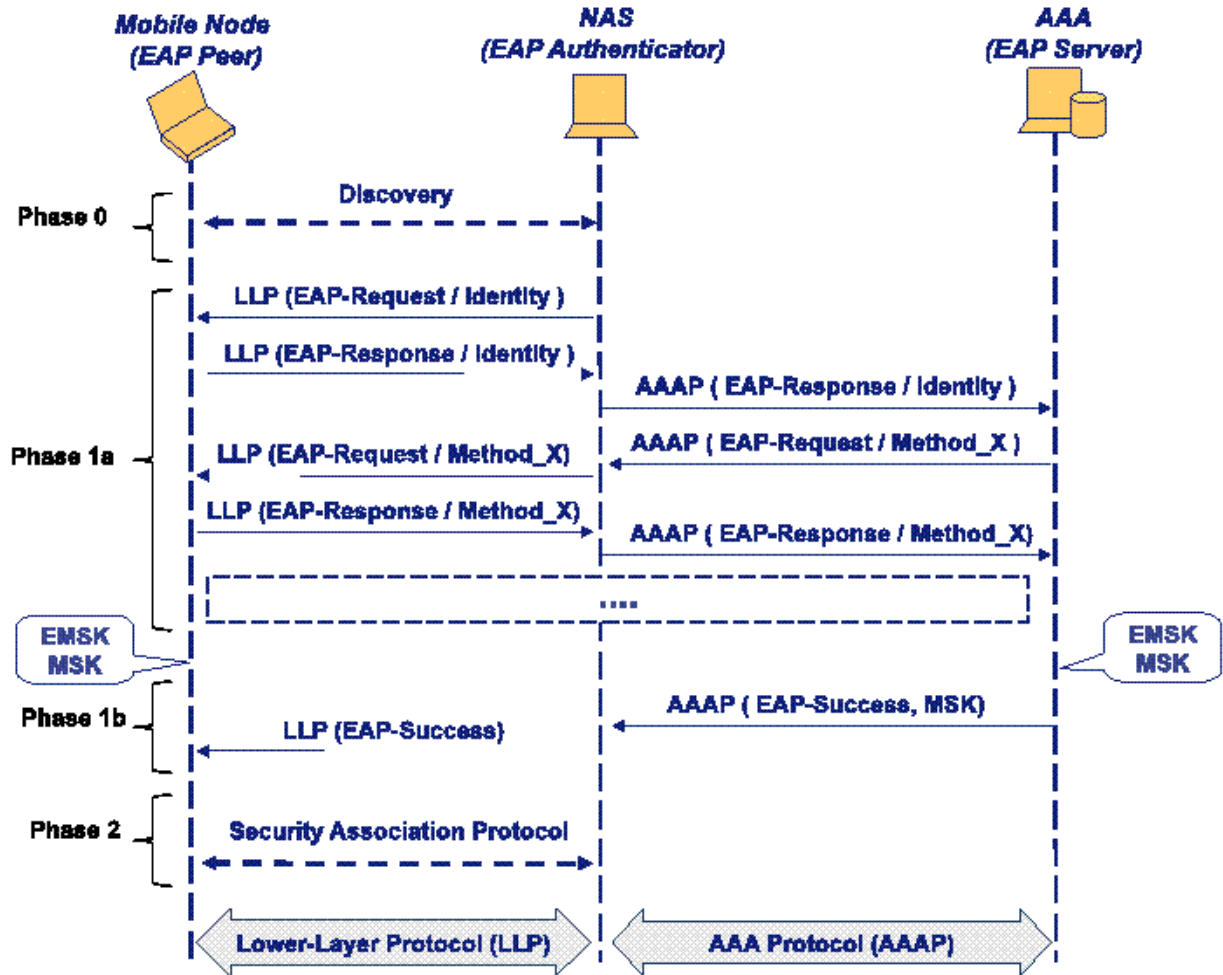 Mobile Node
(EAP Peer)
NAS
(EAP Authenticator)
AAA
(EAP Server)
Phase 0
Discovery
LLP (EAP-Request / Identity )
LLP (EAP-Response / Identity )
AAAP ( EAP-Response / Identity )
Phase 1a
LLP (EAP-Request / Method_X)
AAAP ( EAP-Request / Method_X )
LLP (EAP-Response / Method_X)
AAAP ( EAP-Response / Method_X)
....
EMSK
MSK
EMSK
MSK
Phase 1b
AAAP ( EAP-Success, MSK)
LLP (EAP-Success)
Phase 2
Security Association Protocol
Lower-Layer Protocol (LLP)
AAA Protocol (AAAP)